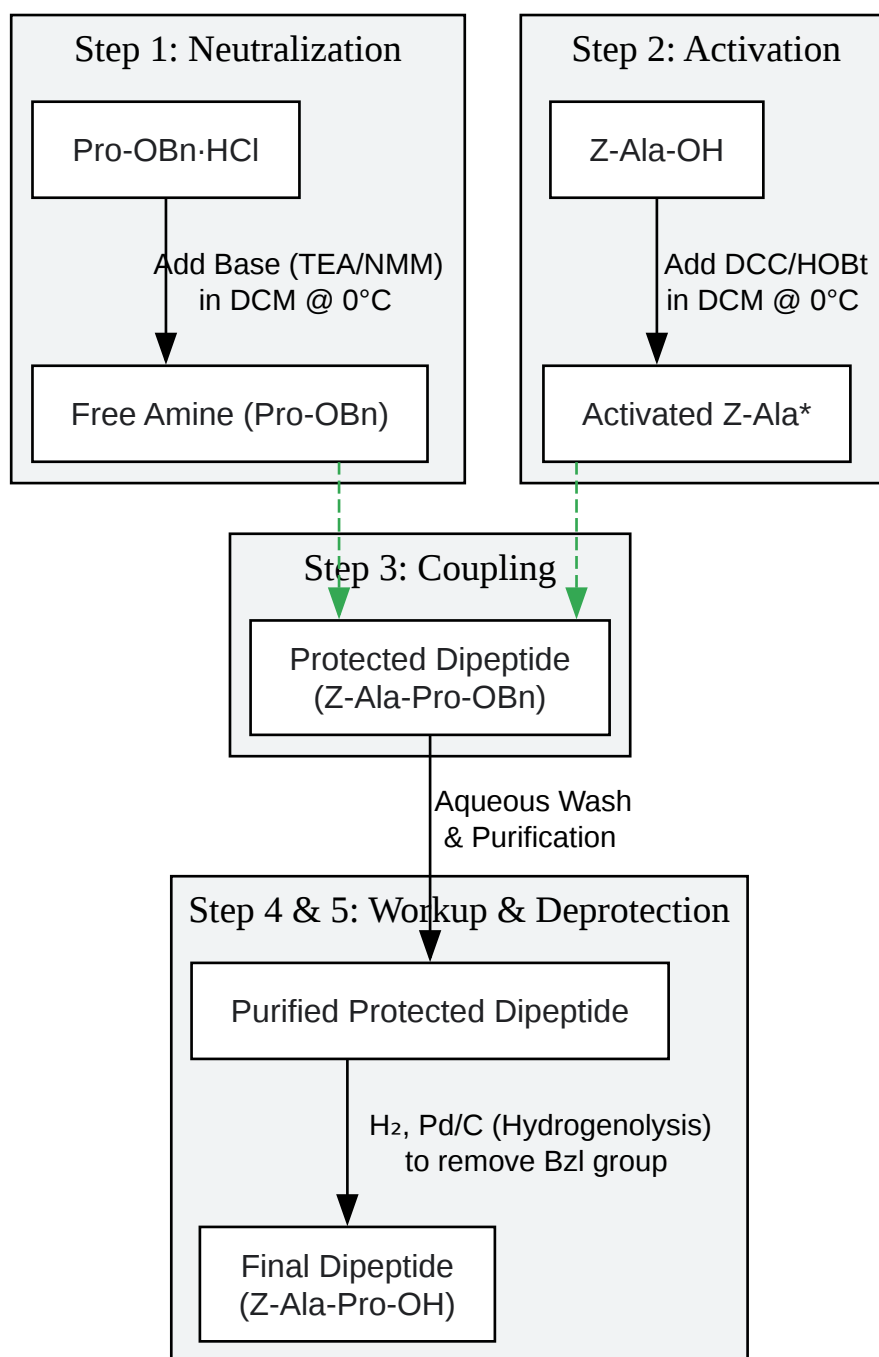 Step 1: Neutralization
Pro-OBn·HCl
Add Base (TEA/NMM)
in DCM @ 0°C
Free Amine (Pro-OBn)
Step 2: Activation
Z-Ala-OH
Add DCC/HOBt
in DCM @ 0°C
Activated Z-Ala*
Step 3: Coupling
Protected Dipeptide
(Z-Ala-Pro-OBn)
Aqueous Wash
& Purification
Step 4 & 5: Workup & Deprotection
Purified Protected Dipeptide
H₂, Pd/C (Hydrogenolysis)
to remove Bzl group
Final Dipeptide
(Z-Ala-Pro-OH)